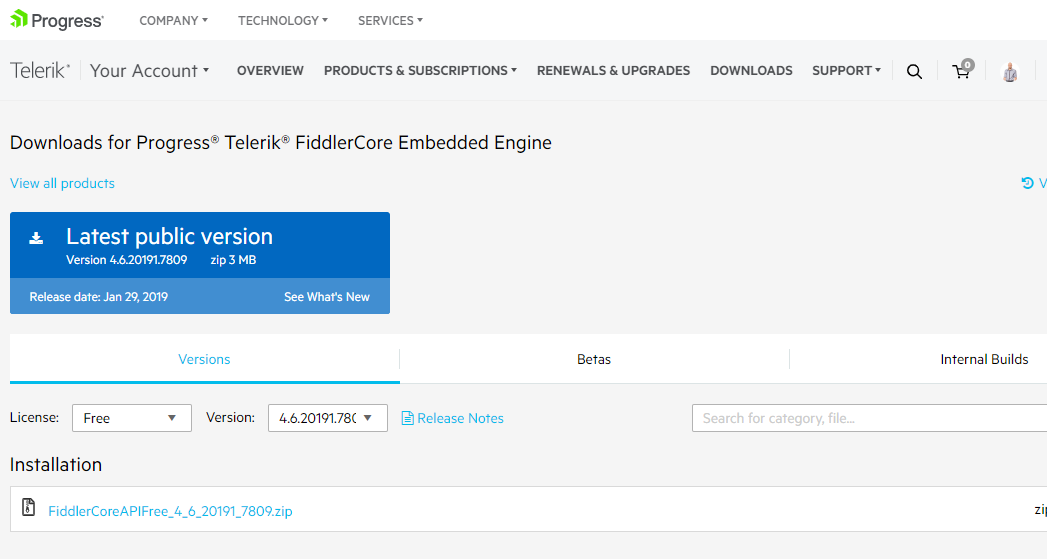 Progress®
COMPANY
TECHNOLOGY
SERVICES
Telerik®
Your Account
OVERVIEW
PRODUCTS & SUBSCRIPTIONS
RENEWALS & UPGRADES
DOWNLOADS
SUPPORT
0
Downloads for Progress® Telerik® FiddlerCore Embedded Engine
View all products
Latest public version
Version 4.6.20191.7809 zip 3 MB
Release date: Jan 29, 2019 See What's New
Versions
Betas
Internal Builds
License: Free Version: 4.6.20191.780 Release Notes Search for category, file...
Installation
FiddlerCoreAPIFree_4_6_20191_7809.zip